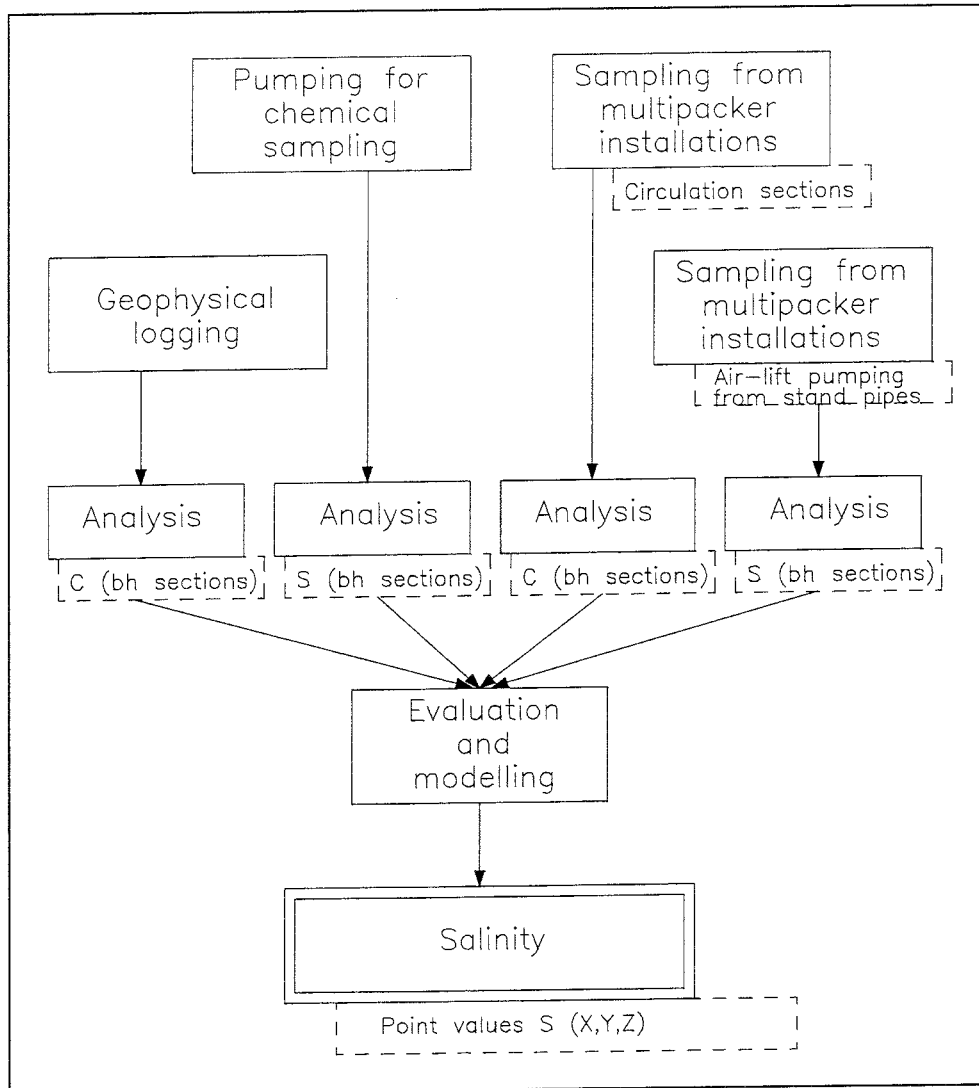 Pumping for
chemical
sampling
Sampling from
multipacker
installations
Circulation sections
Geophysical
logging
Sampling from
multipacker
installations
Air-lift pumping
from stand pipes
Analysis
C (bh sections)
Analysis
S (bh sections)
Analysis
C (bh sections)
Analysis
S (bh sections)
Evaluation
and
modelling
Salinity
Point values S (X,Y,Z)